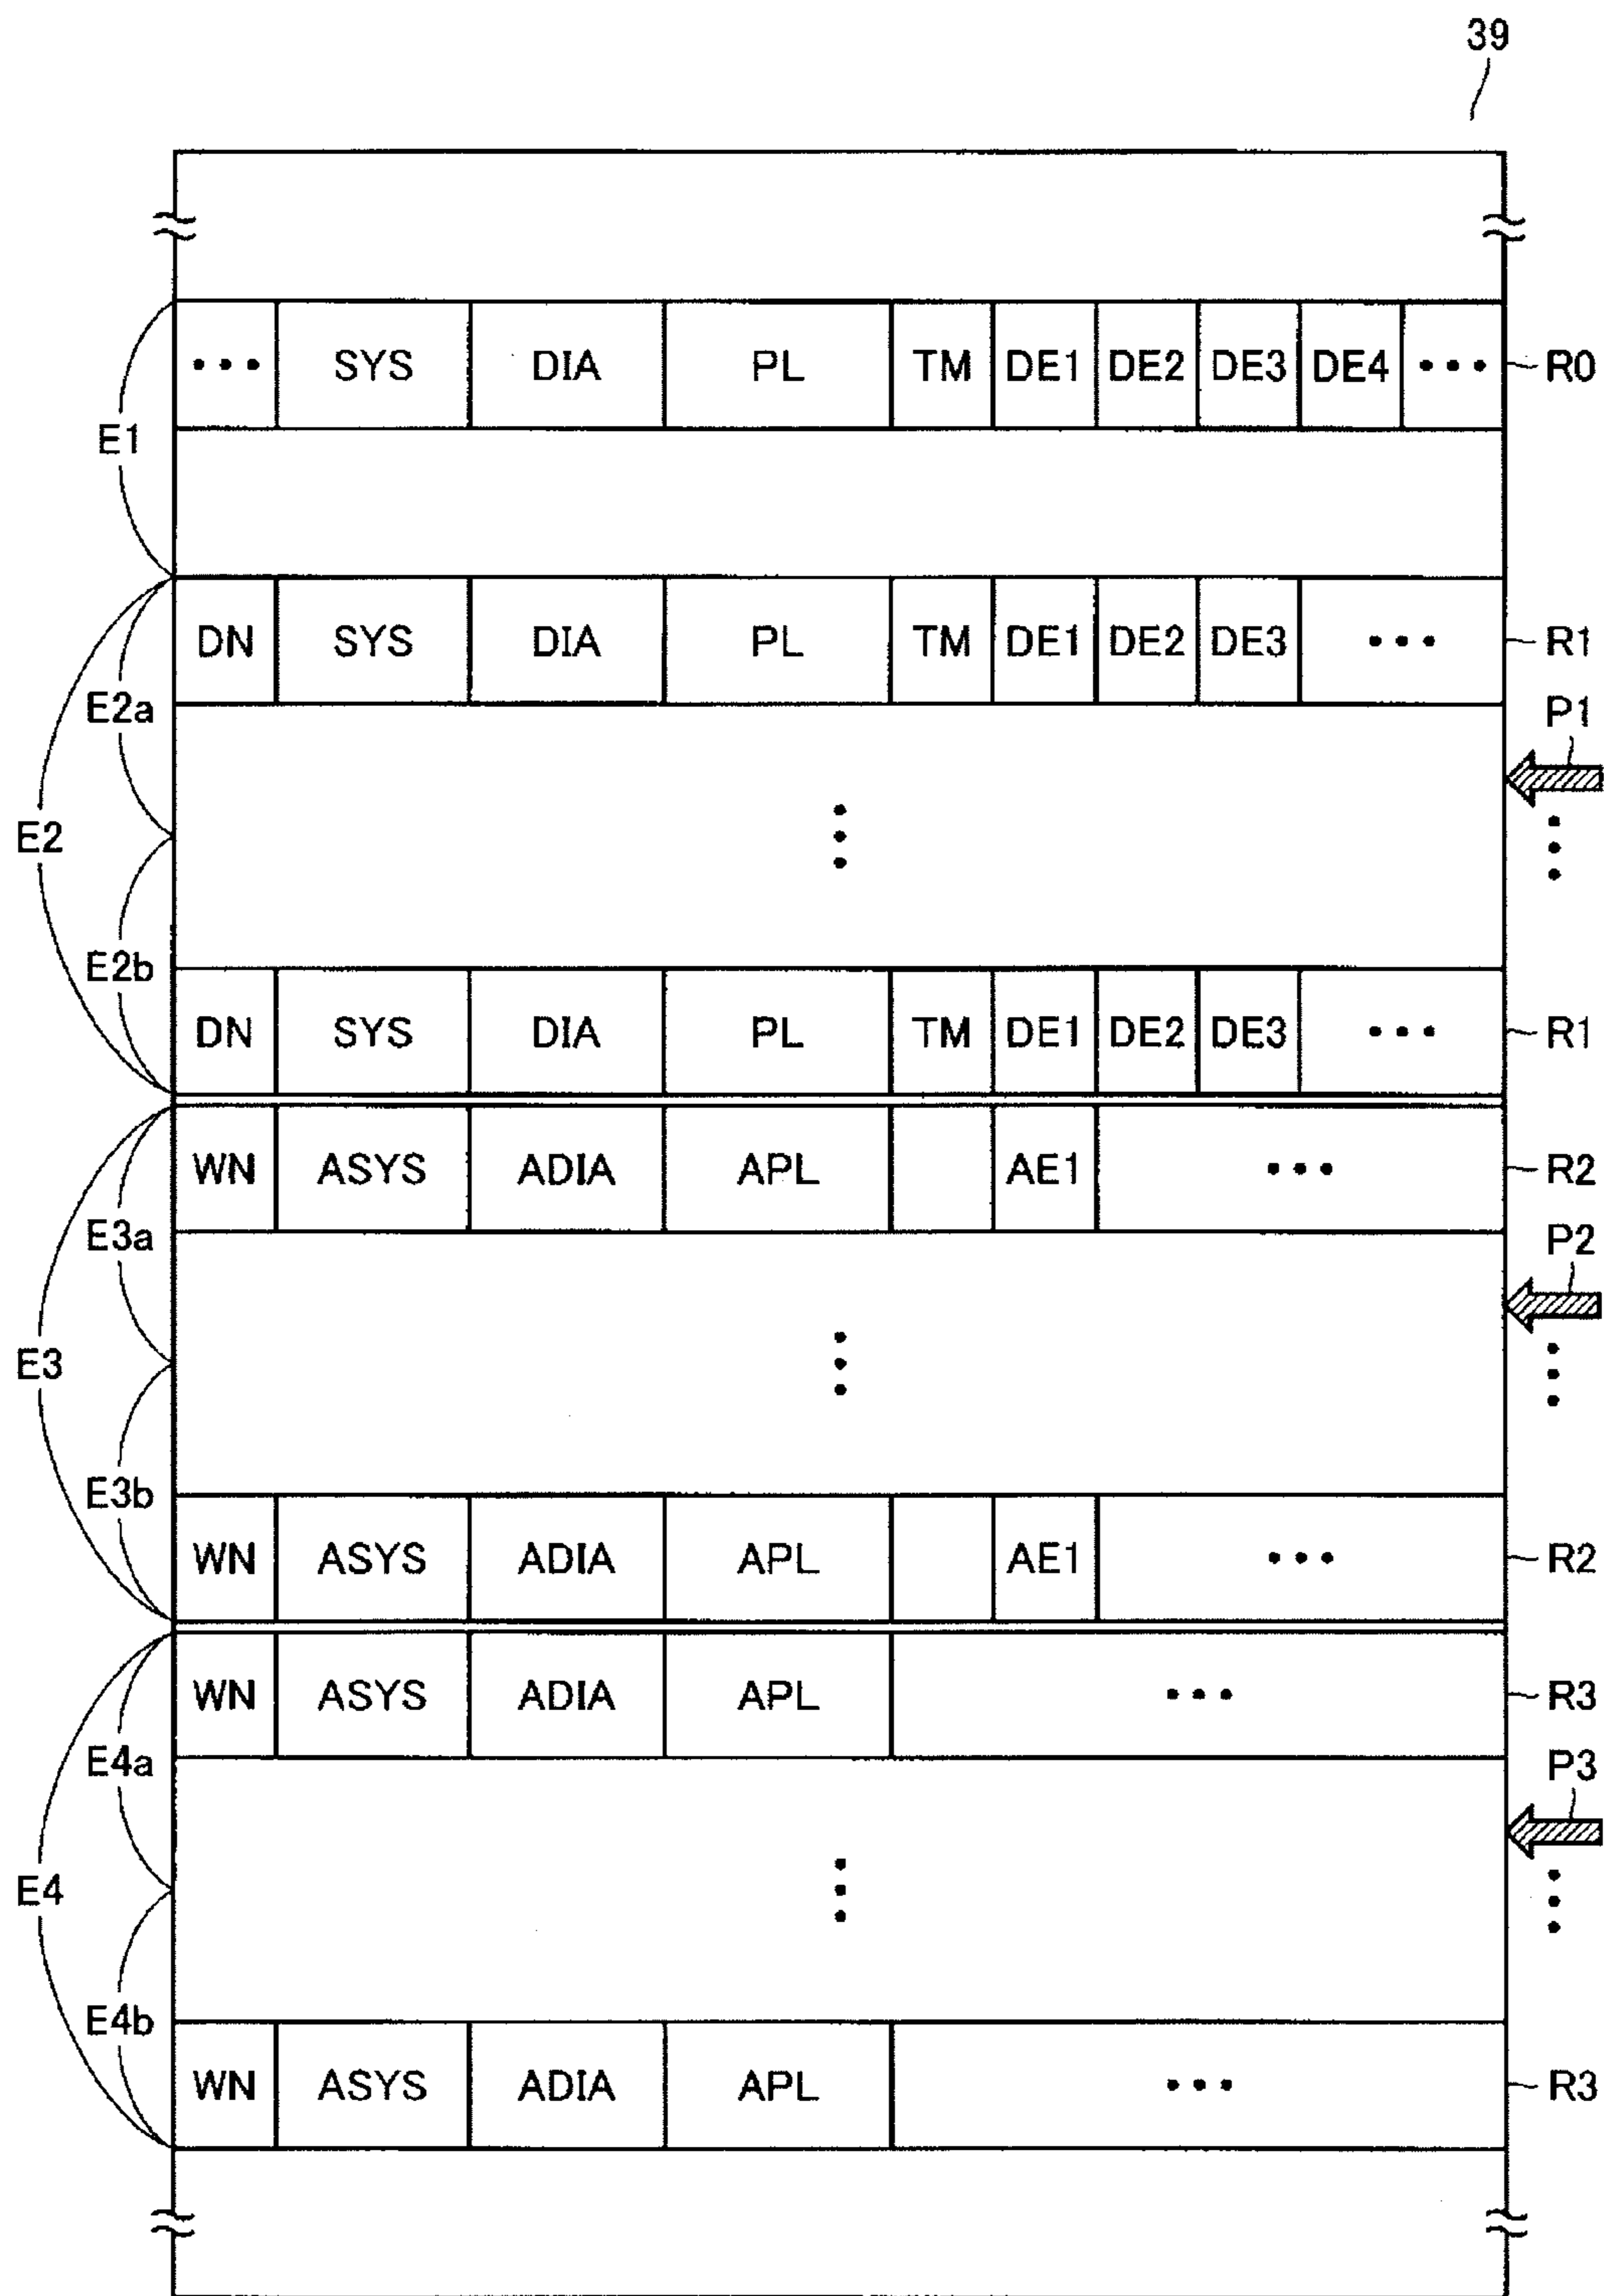 39
••• SYS DIA PL TM DE1 DE2 DE3 DE4 ••• R0
E1
DN SYS DIA PL TM DE1 DE2 DE3 ••• R1
E2a
P1
E2
E2b
DN SYS DIA PL TM DE1 DE2 DE3 ••• R1
WN ASYS ADIA APL AE1 ••• R2
E3a
P2
E3
E3b
WN ASYS ADIA APL AE1 ••• R2
WN ASYS ADIA APL ••• R3
E4a
P3
E4
E4b
WN ASYS ADIA APL ••• R3